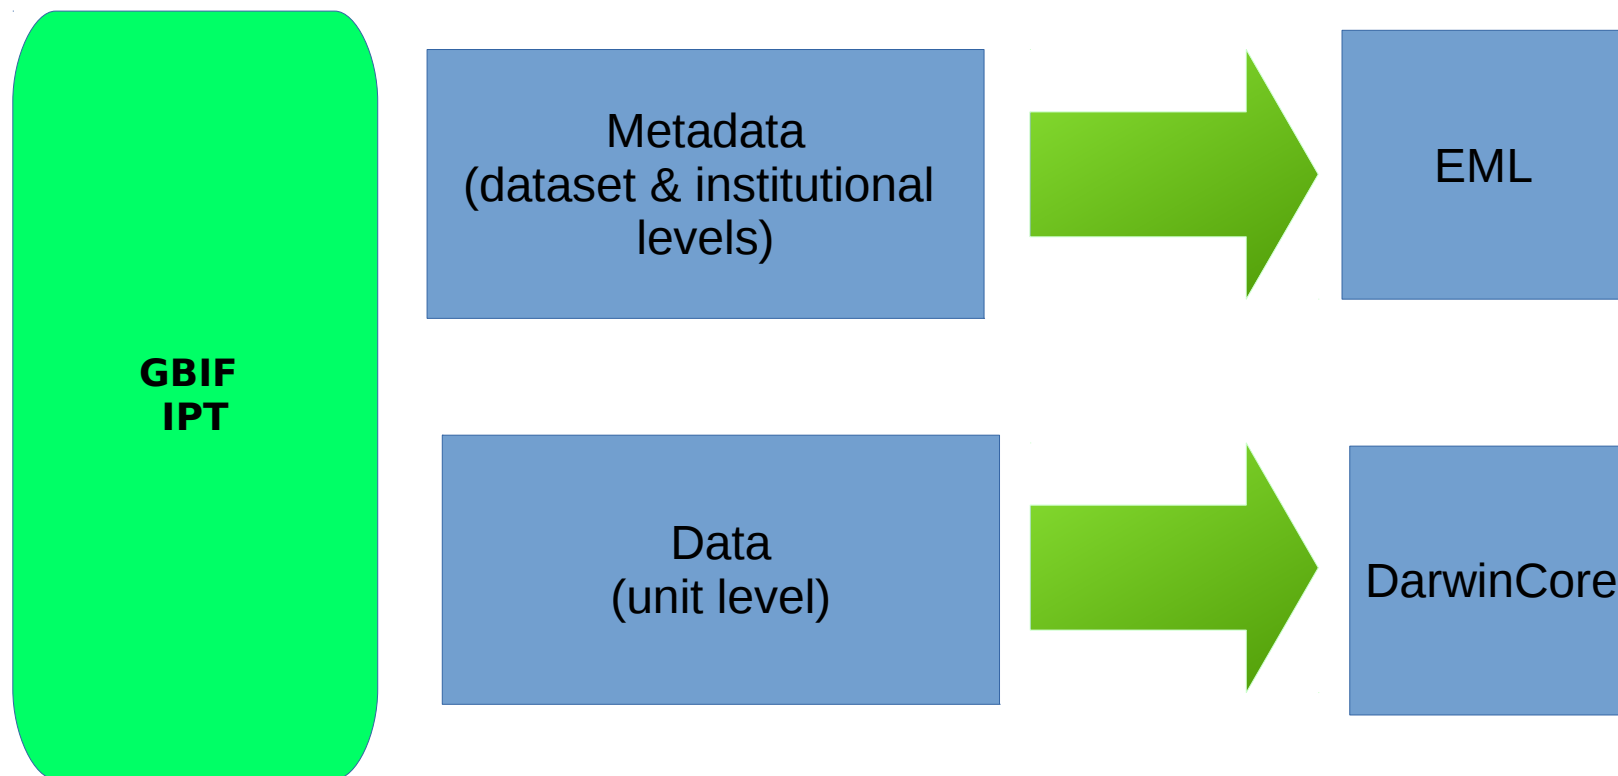 GBIF
IPT
Metadata
(dataset & institutional
levels)
EML
Data
(unit level)
DarwinCore